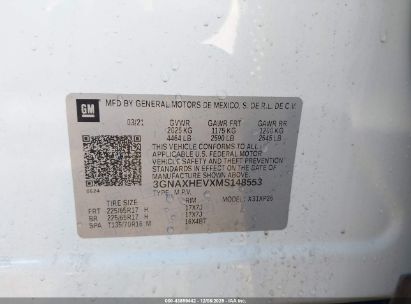 GM
MFD BY GENERAL MOTORS DE MEXICO, S. DE R.L. DE C.V.
03/21 GVWR GAWR FRT GAWR RR
2025 KG 1175 KG 1200 KG
4464 LB 2590 LB 2645 LB
THIS VEHICLE CONFORMS TO ALL
APPLICABLE U.S. FEDERAL MOTOR
VEHICLE SAFETY AND THEFT PREVENTION
STANDARDS IN EFFECT ON THE DATE OF
MANUFACTURE SHOWN ABOVE.
3GNAXHEVXMS148553
TYPE: M.P.V. MODEL:
TIRE SIZE RIM
FRT 225/65R17 H 17X7J
RR 225/65R17 H 17X7J
SPA T135/70R16 M 16X4BT